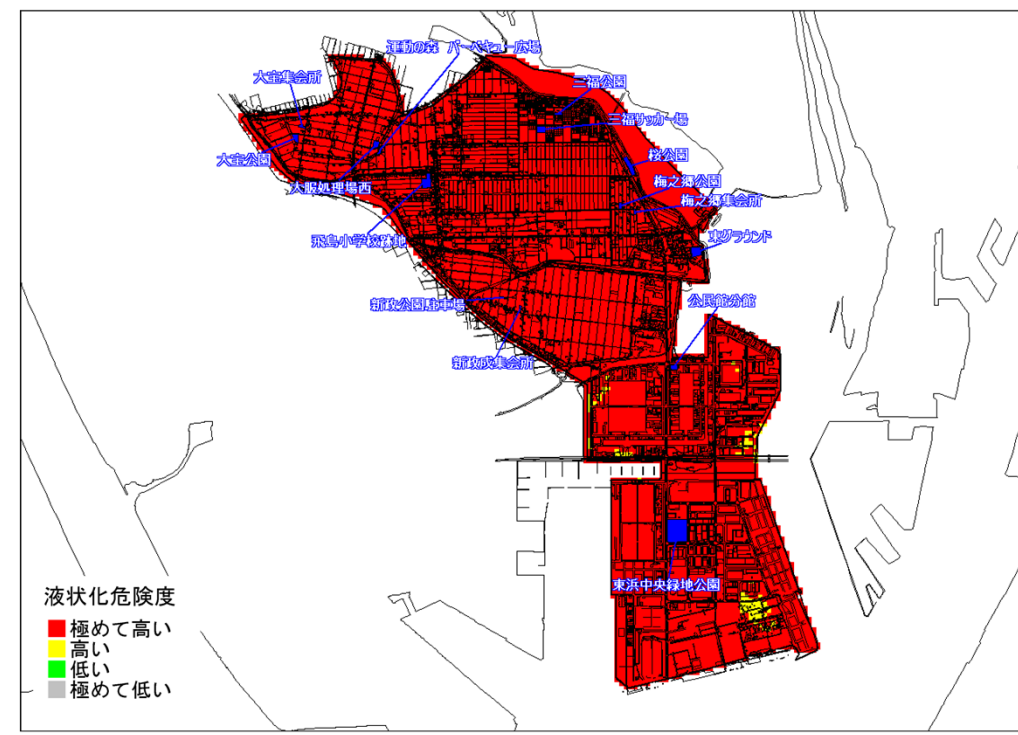 運動の森 バーベキュー広場
大宝集会所
三福公園
三福サッカー場
大宝公園
桜公園
大阪処理場西
梅之郷公園
梅之郷集会所
飛島小学校跡地
東グラウンド
新政公園駐車場
公民館分館
新政成集会所
東浜中央緑地公園
液状化危険度
極めて高い
高い
低い
極めて低い